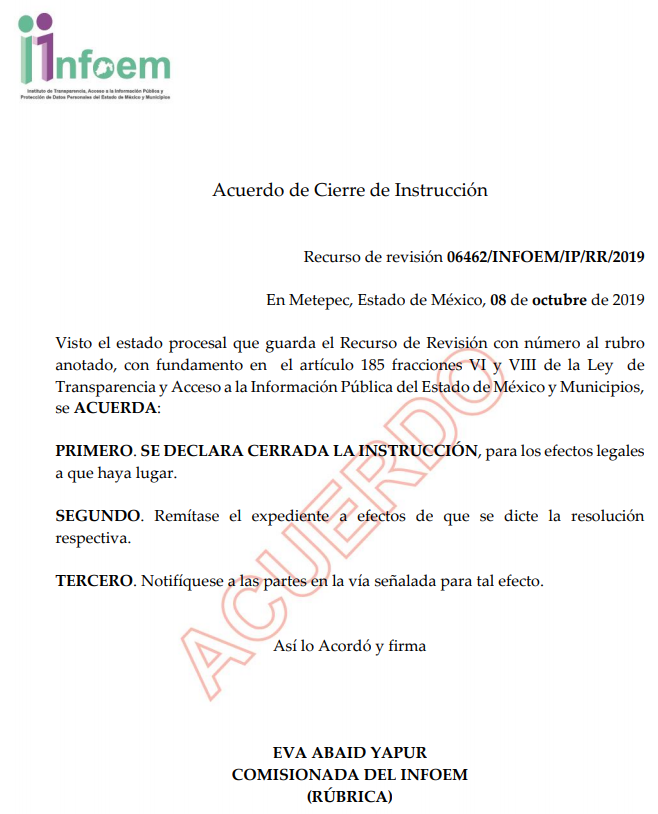 infoem
Instituto de Transparencia, Acceso a la Información Pública y
Protección de Datos Personales del Estado de México y Municipios
Acuerdo de Cierre de Instrucción
Recurso de revisión 06462/INFOEM/IP/RR/2019
En Metepec, Estado de México, 08 de octubre de 2019
Visto el estado procesal que guarda el Recurso de Revisión con número al rubro
anotado, con fundamento en el artículo 185 fracciones VI y VIII de la Ley de
Transparencia y Acceso a la Información Pública del Estado de México y Municipios,
se ACUERDA:
PRIMERO. SE DECLARA CERRADA LA INSTRUCCIÓN, para los efectos legales
a que haya lugar.
SEGUNDO. Remítase el expediente a efectos de que se dicte la resolución
respectiva.
TERCERO. Notifíquese a las partes en la vía señalada para tal efecto.
ACUERDO
Así lo Acordó y firma
EVA ABAID YAPUR
COMISIONADA DEL INFOEM
(RÚBRICA)